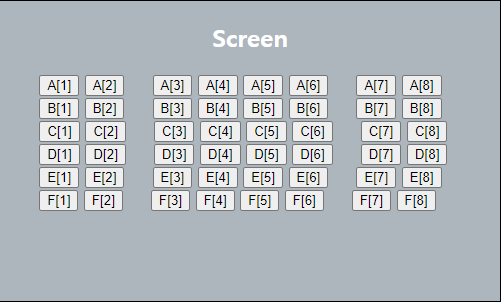 Screen
A[1] A[2] A[3] A[4] A[5] A[6] A[7] A[8]
B[1] B[2] B[3] B[4] B[5] B[6] B[7] B[8]
C[1] C[2] C[3] C[4] C[5] C[6] C[7] C[8]
D[1] D[2] D[3] D[4] D[5] D[6] D[7] D[8]
E[1] E[2] E[3] E[4] E[5] E[6] E[7] E[8]
F[1] F[2] F[3] F[4] F[5] F[6] F[7] F[8]